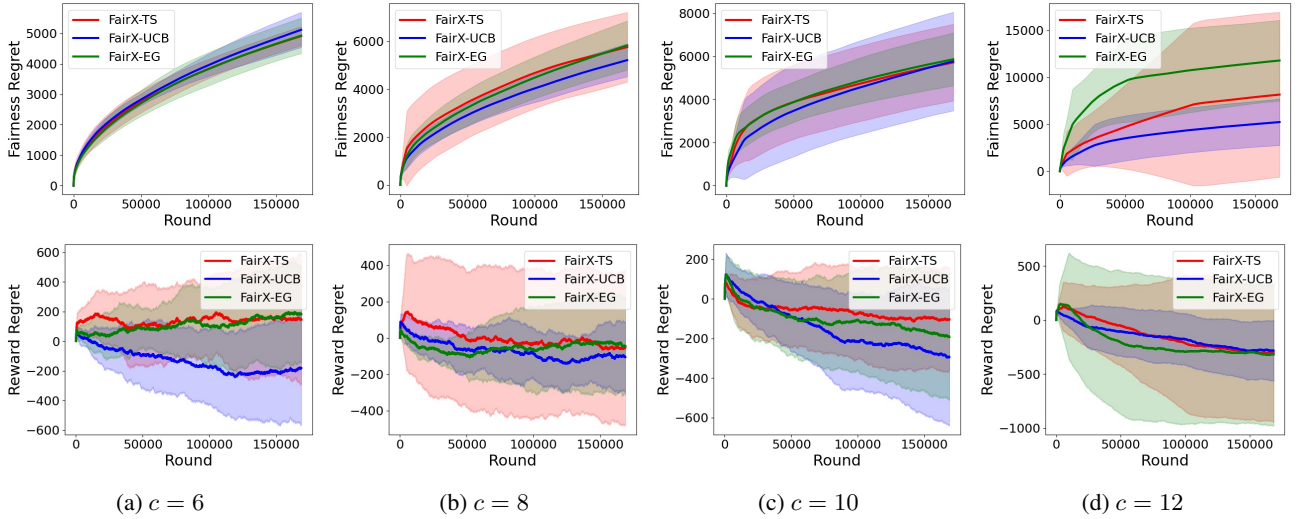 FairX-TS
FairX-UCB
FairX-EG
Fairness Regret
5000
4000
3000
2000
1000
0
0 50000 100000 150000
Round
FairX-TS
FairX-UCB
FairX-EG
Fairness Regret
6000
4000
2000
0
0 50000 100000 150000
Round
FairX-TS
FairX-UCB
FairX-EG
Fairness Regret
8000
6000
4000
2000
0
0 50000 100000 150000
Round
FairX-TS
FairX-UCB
FairX-EG
Fairness Regret
15000
10000
5000
0
0 50000 100000 150000
Round
FairX-TS
FairX-UCB
FairX-EG
Reward Regret
600
400
200
0
−200
−400
−600
0 50000 100000 150000
Round
FairX-TS
FairX-UCB
FairX-EG
Reward Regret
400
200
0
−200
−400
0 50000 100000 150000
Round
FairX-TS
FairX-UCB
FairX-EG
Reward Regret
200
0
−200
−400
−600
0 50000 100000 150000
Round
FairX-TS
FairX-UCB
FairX-EG
Reward Regret
500
0
−500
−1000
0 50000 100000 150000
Round
(a) c = 6
(b) c = 8
(c) c = 10
(d) c = 12